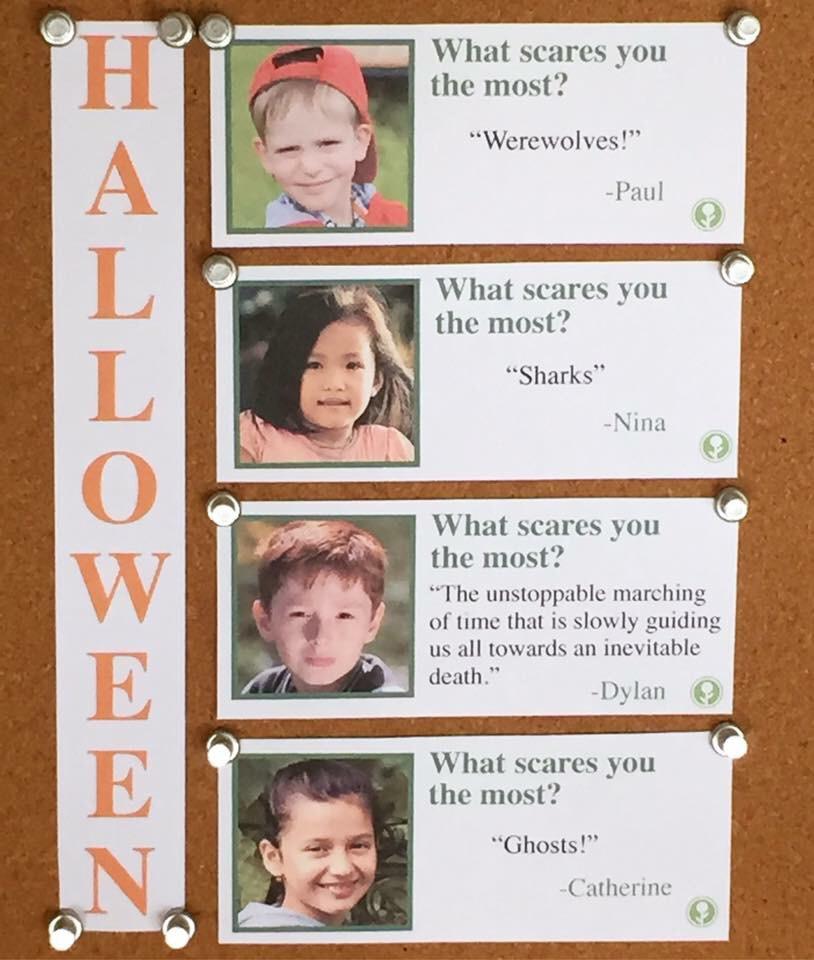 HALLOWEEN
What scares you
the most?
“Werewolves!”
-Paul
What scares you
the most?
“Sharks”
-Nina
What scares you
the most?
“The unstoppable marching
of time that is slowly guiding
us all towards an inevitable
death.”
-Dylan
What scares you
the most?
“Ghosts!”
-Catherine